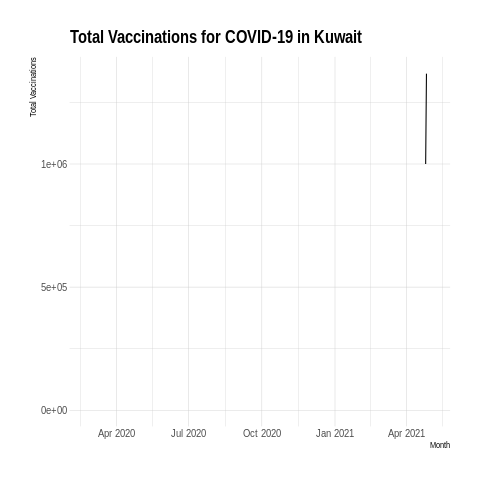 Total Vaccinations for COVID-19 in Kuwait
Total Vaccinations
1e+06
5e+05
0e+00
Apr 2020 Jul 2020 Oct 2020 Jan 2021 Apr 2021
Month